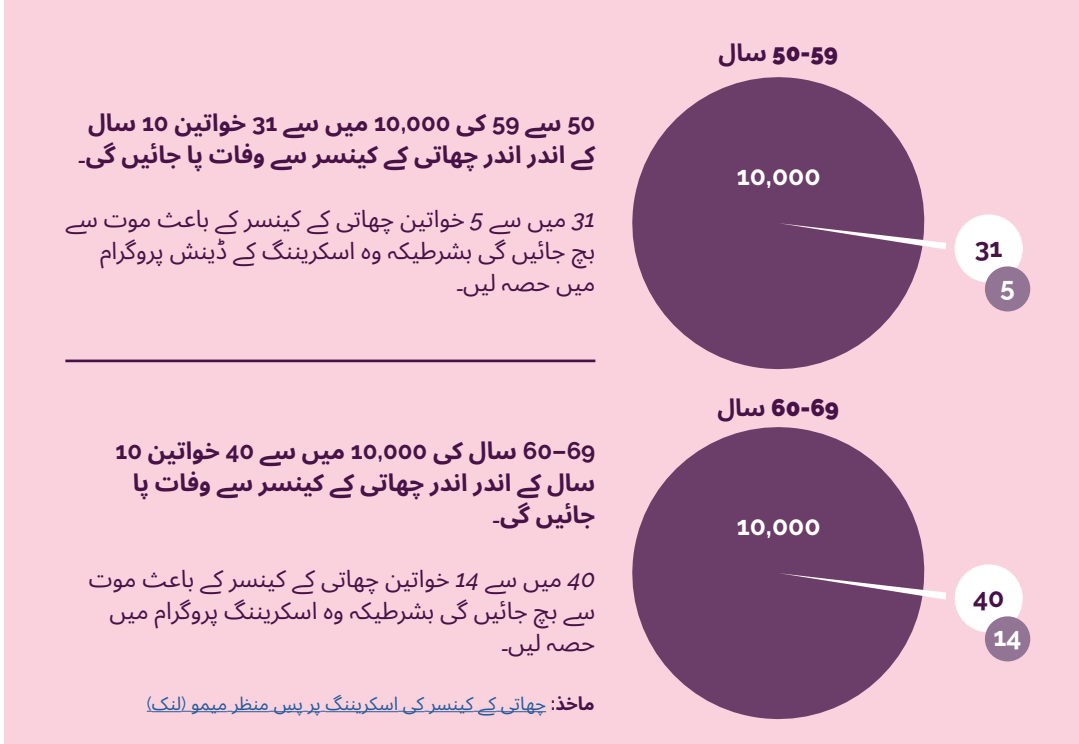 50-59 سال
50 سے 59 کی 10,000 میں سے 31 خواتین 10 سال
کے اندر اندر چھاتی کے کینسر سے وفات پا جائیں گی۔
31 میں سے 5 خواتین چھاتی کے کینسر کے باعث موت سے
بچ جائیں گی بشرطیکہ وہ اسکریننگ کے ڈینش پروگرام
میں حصہ لیں۔
10,000
31
5
60-69 سال
60–69 سال کی 10,000 میں سے 40 خواتین 10
سال کے اندر اندر چھاتی کے کینسر سے وفات پا
جائیں گی۔
40 میں سے 14 خواتین چھاتی کے کینسر کے باعث موت
سے بچ جائیں گی بشرطیکہ وہ اسکریننگ پروگرام میں
حصہ لیں۔
10,000
40
14
ماخذ: چھاتی کے کینسر کی اسکریننگ پر پس منظر میمو (لنک)